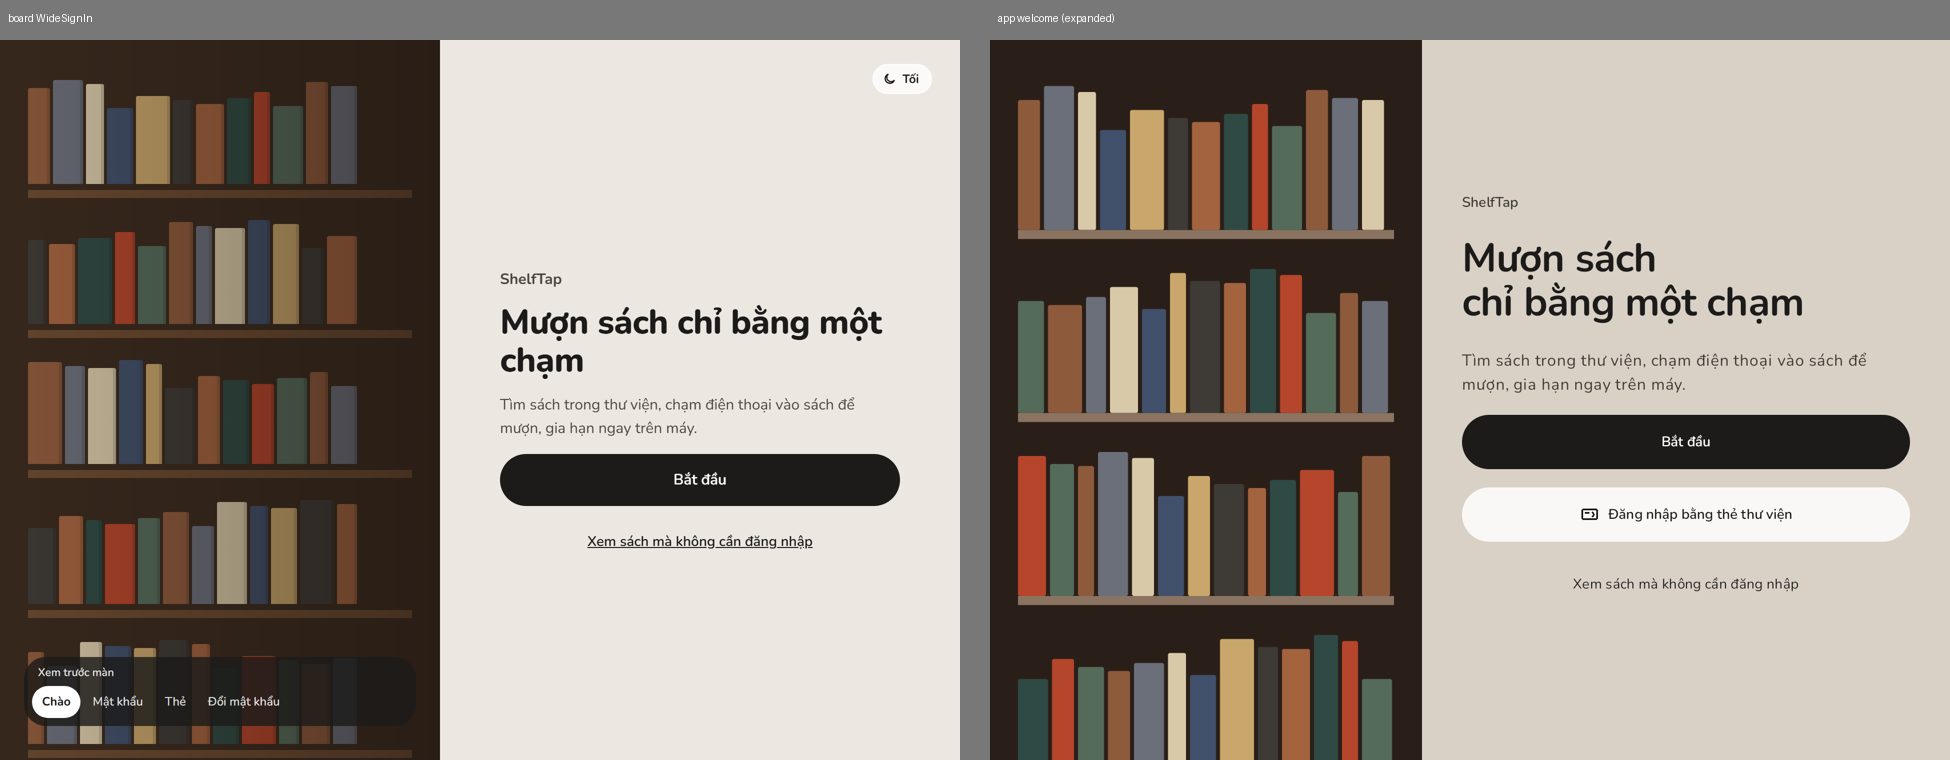 board WideSignIn
Tối
ShelfTap
Mượn sách chỉ bằng một
chạm
Tìm sách trong thư viện, chạm điện thoại vào sách để
mượn, gia hạn ngay trên máy.
Bắt đầu
Xem sách mà không cần đăng nhập
Xem trước màn
Chào
Mật khẩu
Thẻ
Đổi mật khẩu
app welcome (expanded)
ShelfTap
Mượn sách
chỉ bằng một chạm
Tìm sách trong thư viện, chạm điện thoại vào sách để
mượn, gia hạn ngay trên máy.
Bắt đầu
Đăng nhập bằng thẻ thư viện
Xem sách mà không cần đăng nhập